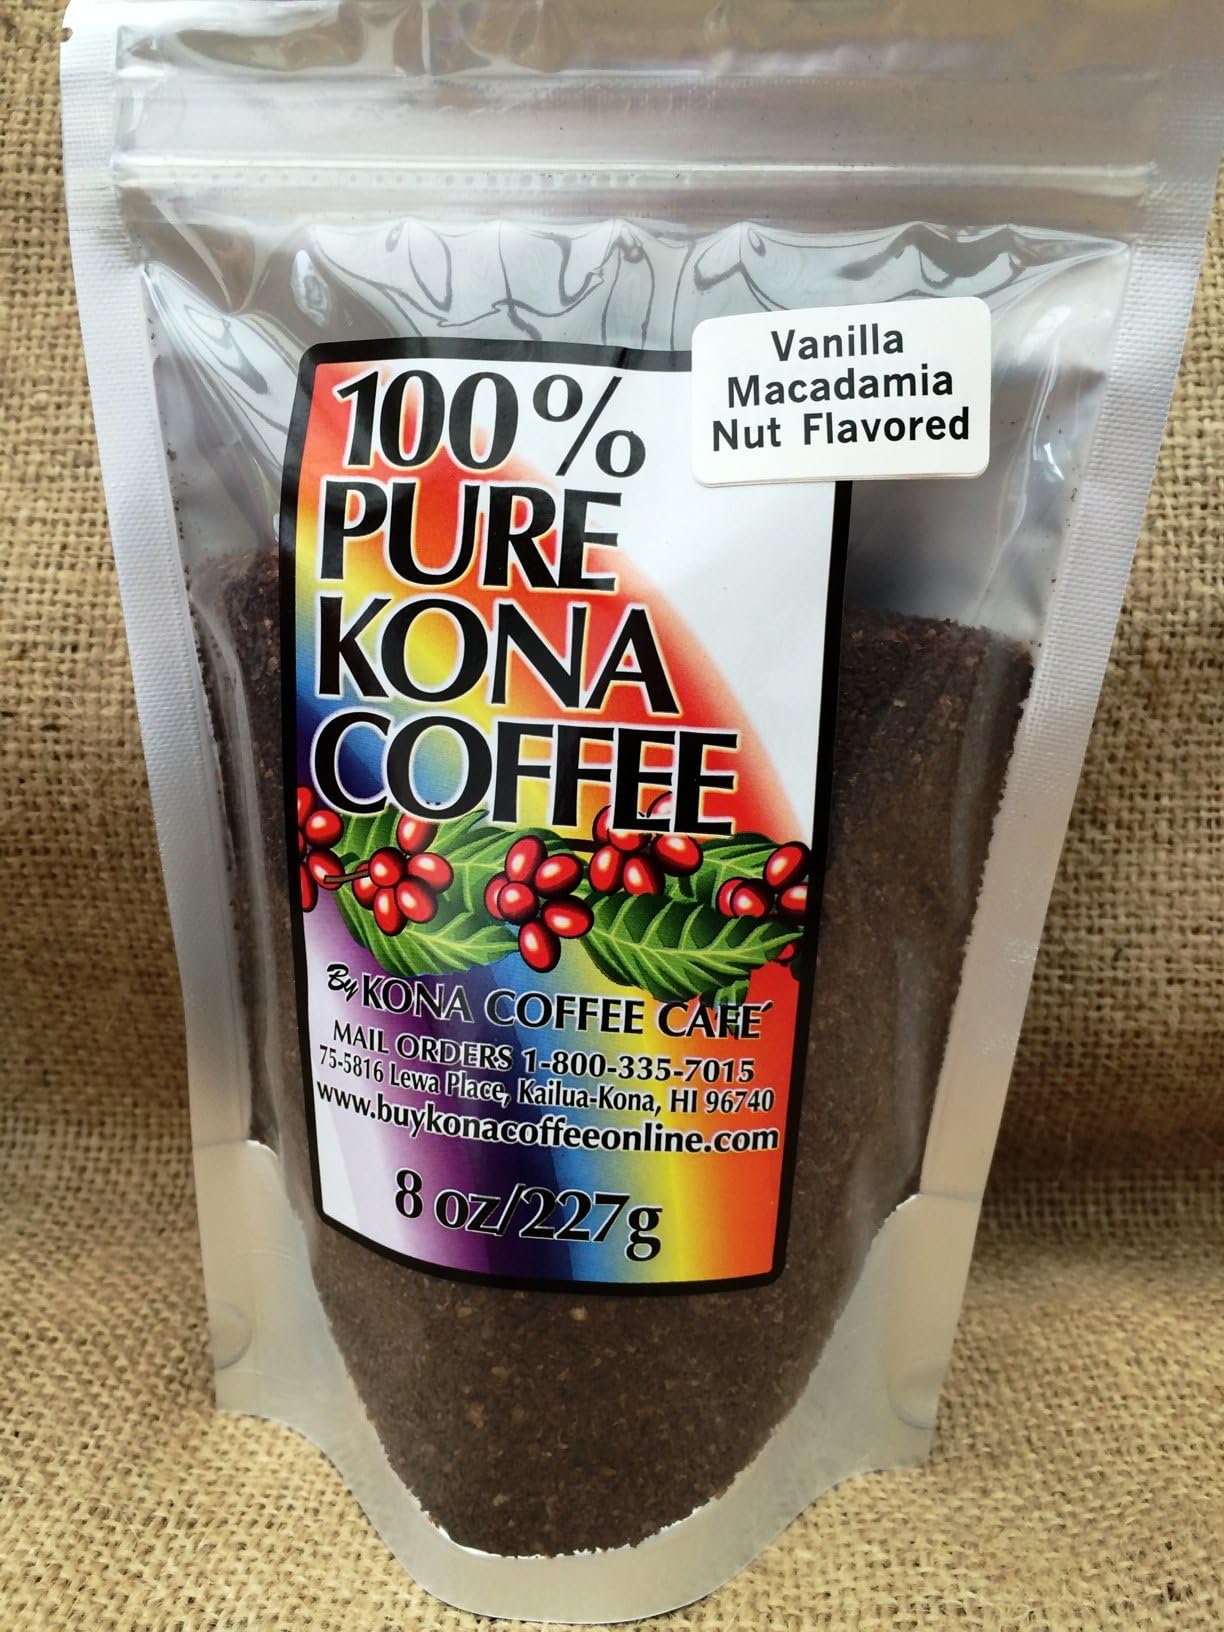 Vanilla
Macadamia
Nut Flavored
100%
PURE
KONA
COFFEE
By KONA COFFEE CAFÉ
MAIL ORDERS 1-800-335-7015
75-5816 Lewa Place, Kailua-Kona, HI 96740
www.buykonacoffeeonline.com
8 oz/227g